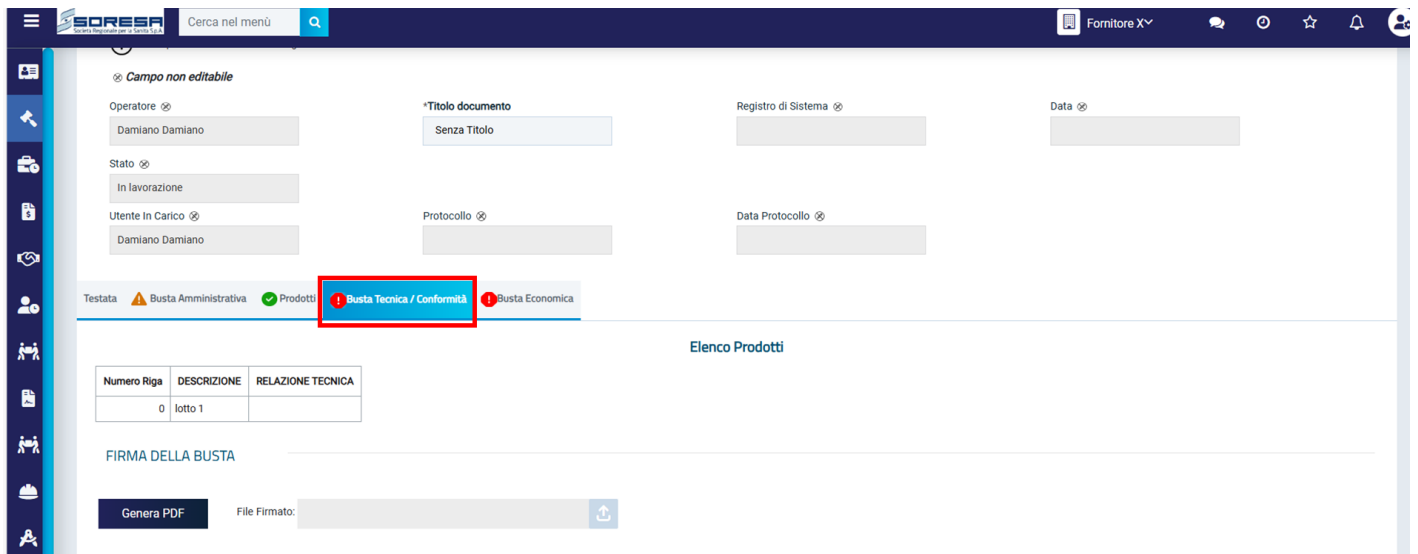 SORESA Cerca nel menù Fornitore X
Società Regionale per la Sanità S.p.A.
Campo non editabile
Operatore *Titolo documento Registro di Sistema Data
Damiano Damiano Senza Titolo
Stato
In lavorazione
Utente In Carico Protocollo Data Protocollo
Damiano Damiano
Testata Busta Amministrativa Prodotti Busta Tecnica / Conformità Busta Economica
Elenco Prodotti
Numero Riga DESCRIZIONE RELAZIONE TECNICA
0 lotto 1
FIRMA DELLA BUSTA
Genera PDF File Firmato: